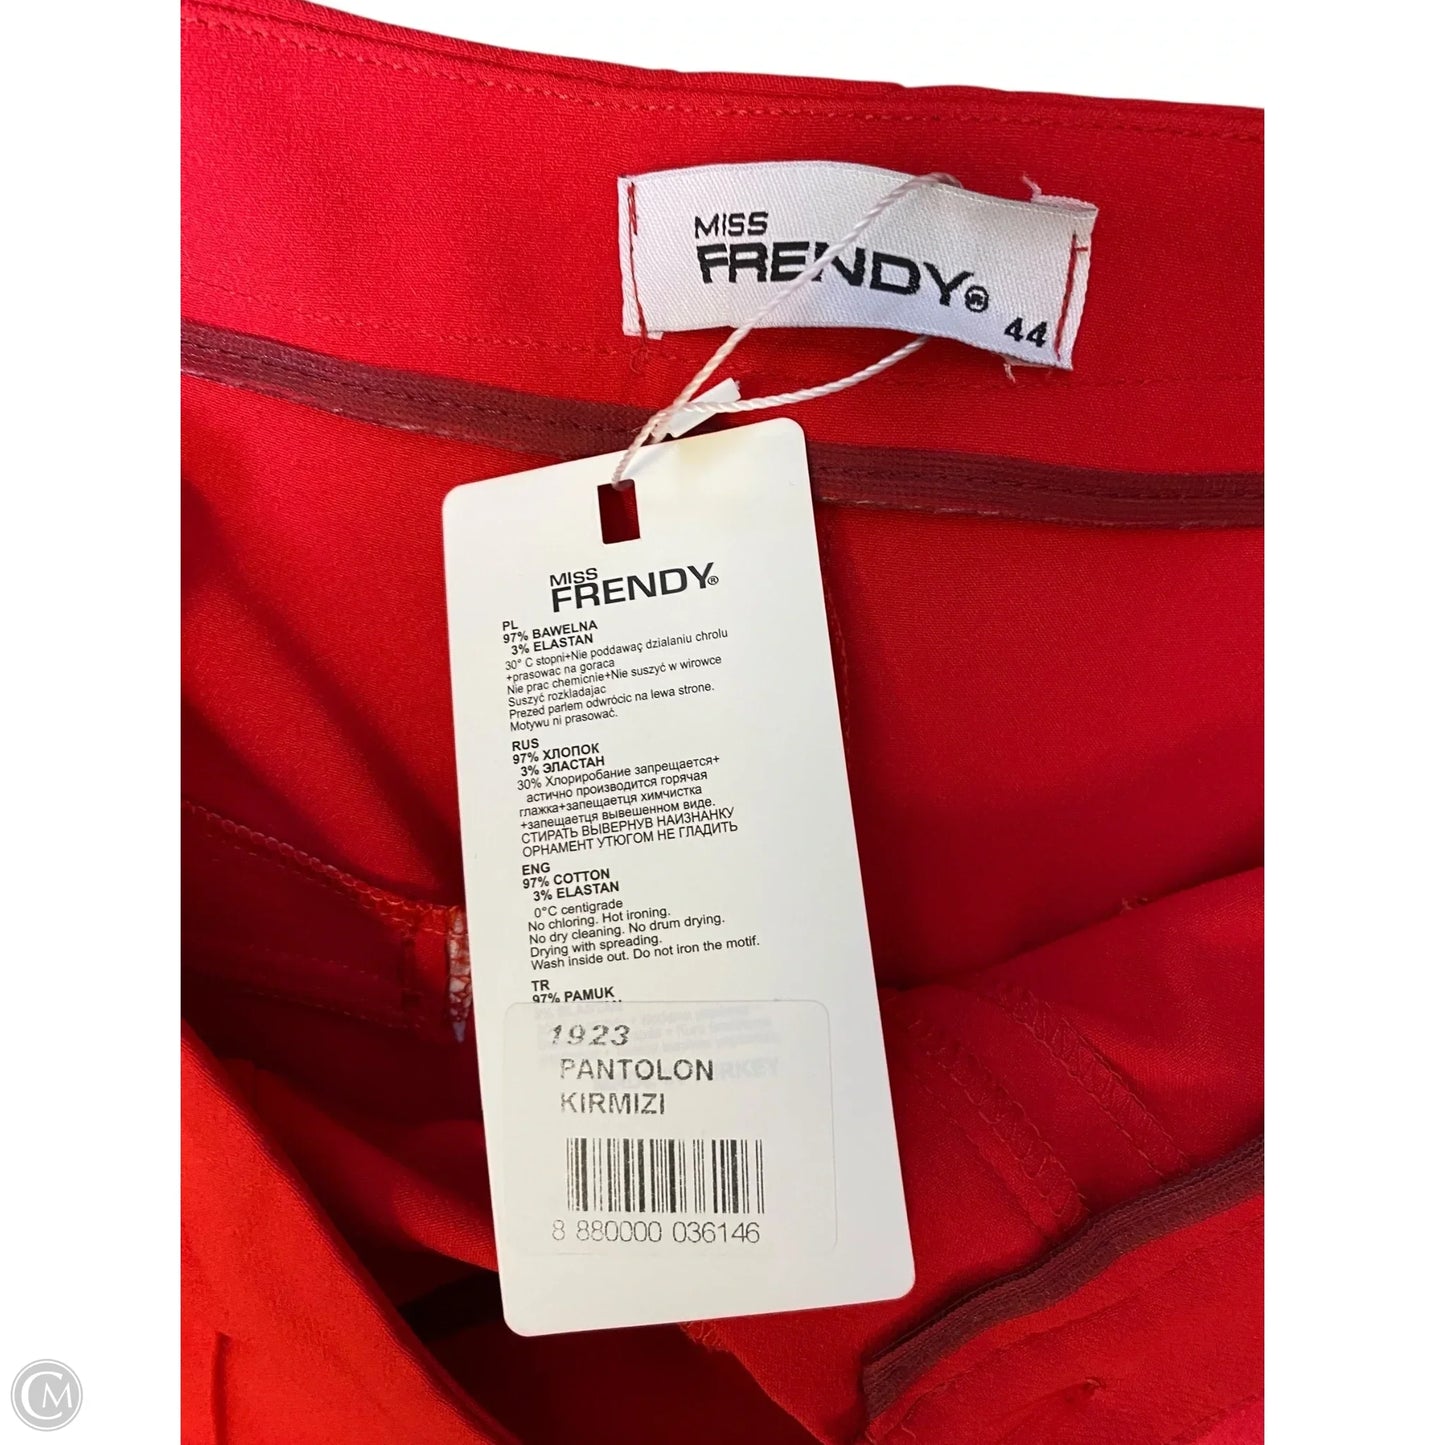 MISS
FRENDY®
44
MISS
FRENDY®
PL
97% BAWELNA
3% ELASTAN
30° C stopni+Nie poddawaç dzialaniu chrolu
+prasowac na goraca
Nie prac chemicnie+Nie suszyć w wirowce
Suszyć rozkladajac
Prezed parlem odwrócic na lewa strone.
Motywu ni prasować.
RUS
97% ХЛОПОК
3% ЭЛАСТАН
30% Хлорирование запрещается+
астично производится горячая
глажка+запещаетця химчистка
+запещаетця вывешенном виде.
СТИРАТЬ ВЫВЕРНУВ НАИЗНАНКУ
ОРНАМЕНТ УТЮГОМ НЕ ГЛАДИТЬ
ENG
97% COTTON
3% ELASTAN
0°C centigrade
No chloring. Hot ironing.
No dry cleaning. No drum drying.
Drying with spreading.
Wash inside out. Do not iron the motif.
TR
97% PAMUK
1923
PANTOLON
KIRMIZI
8 880000 036146
CM